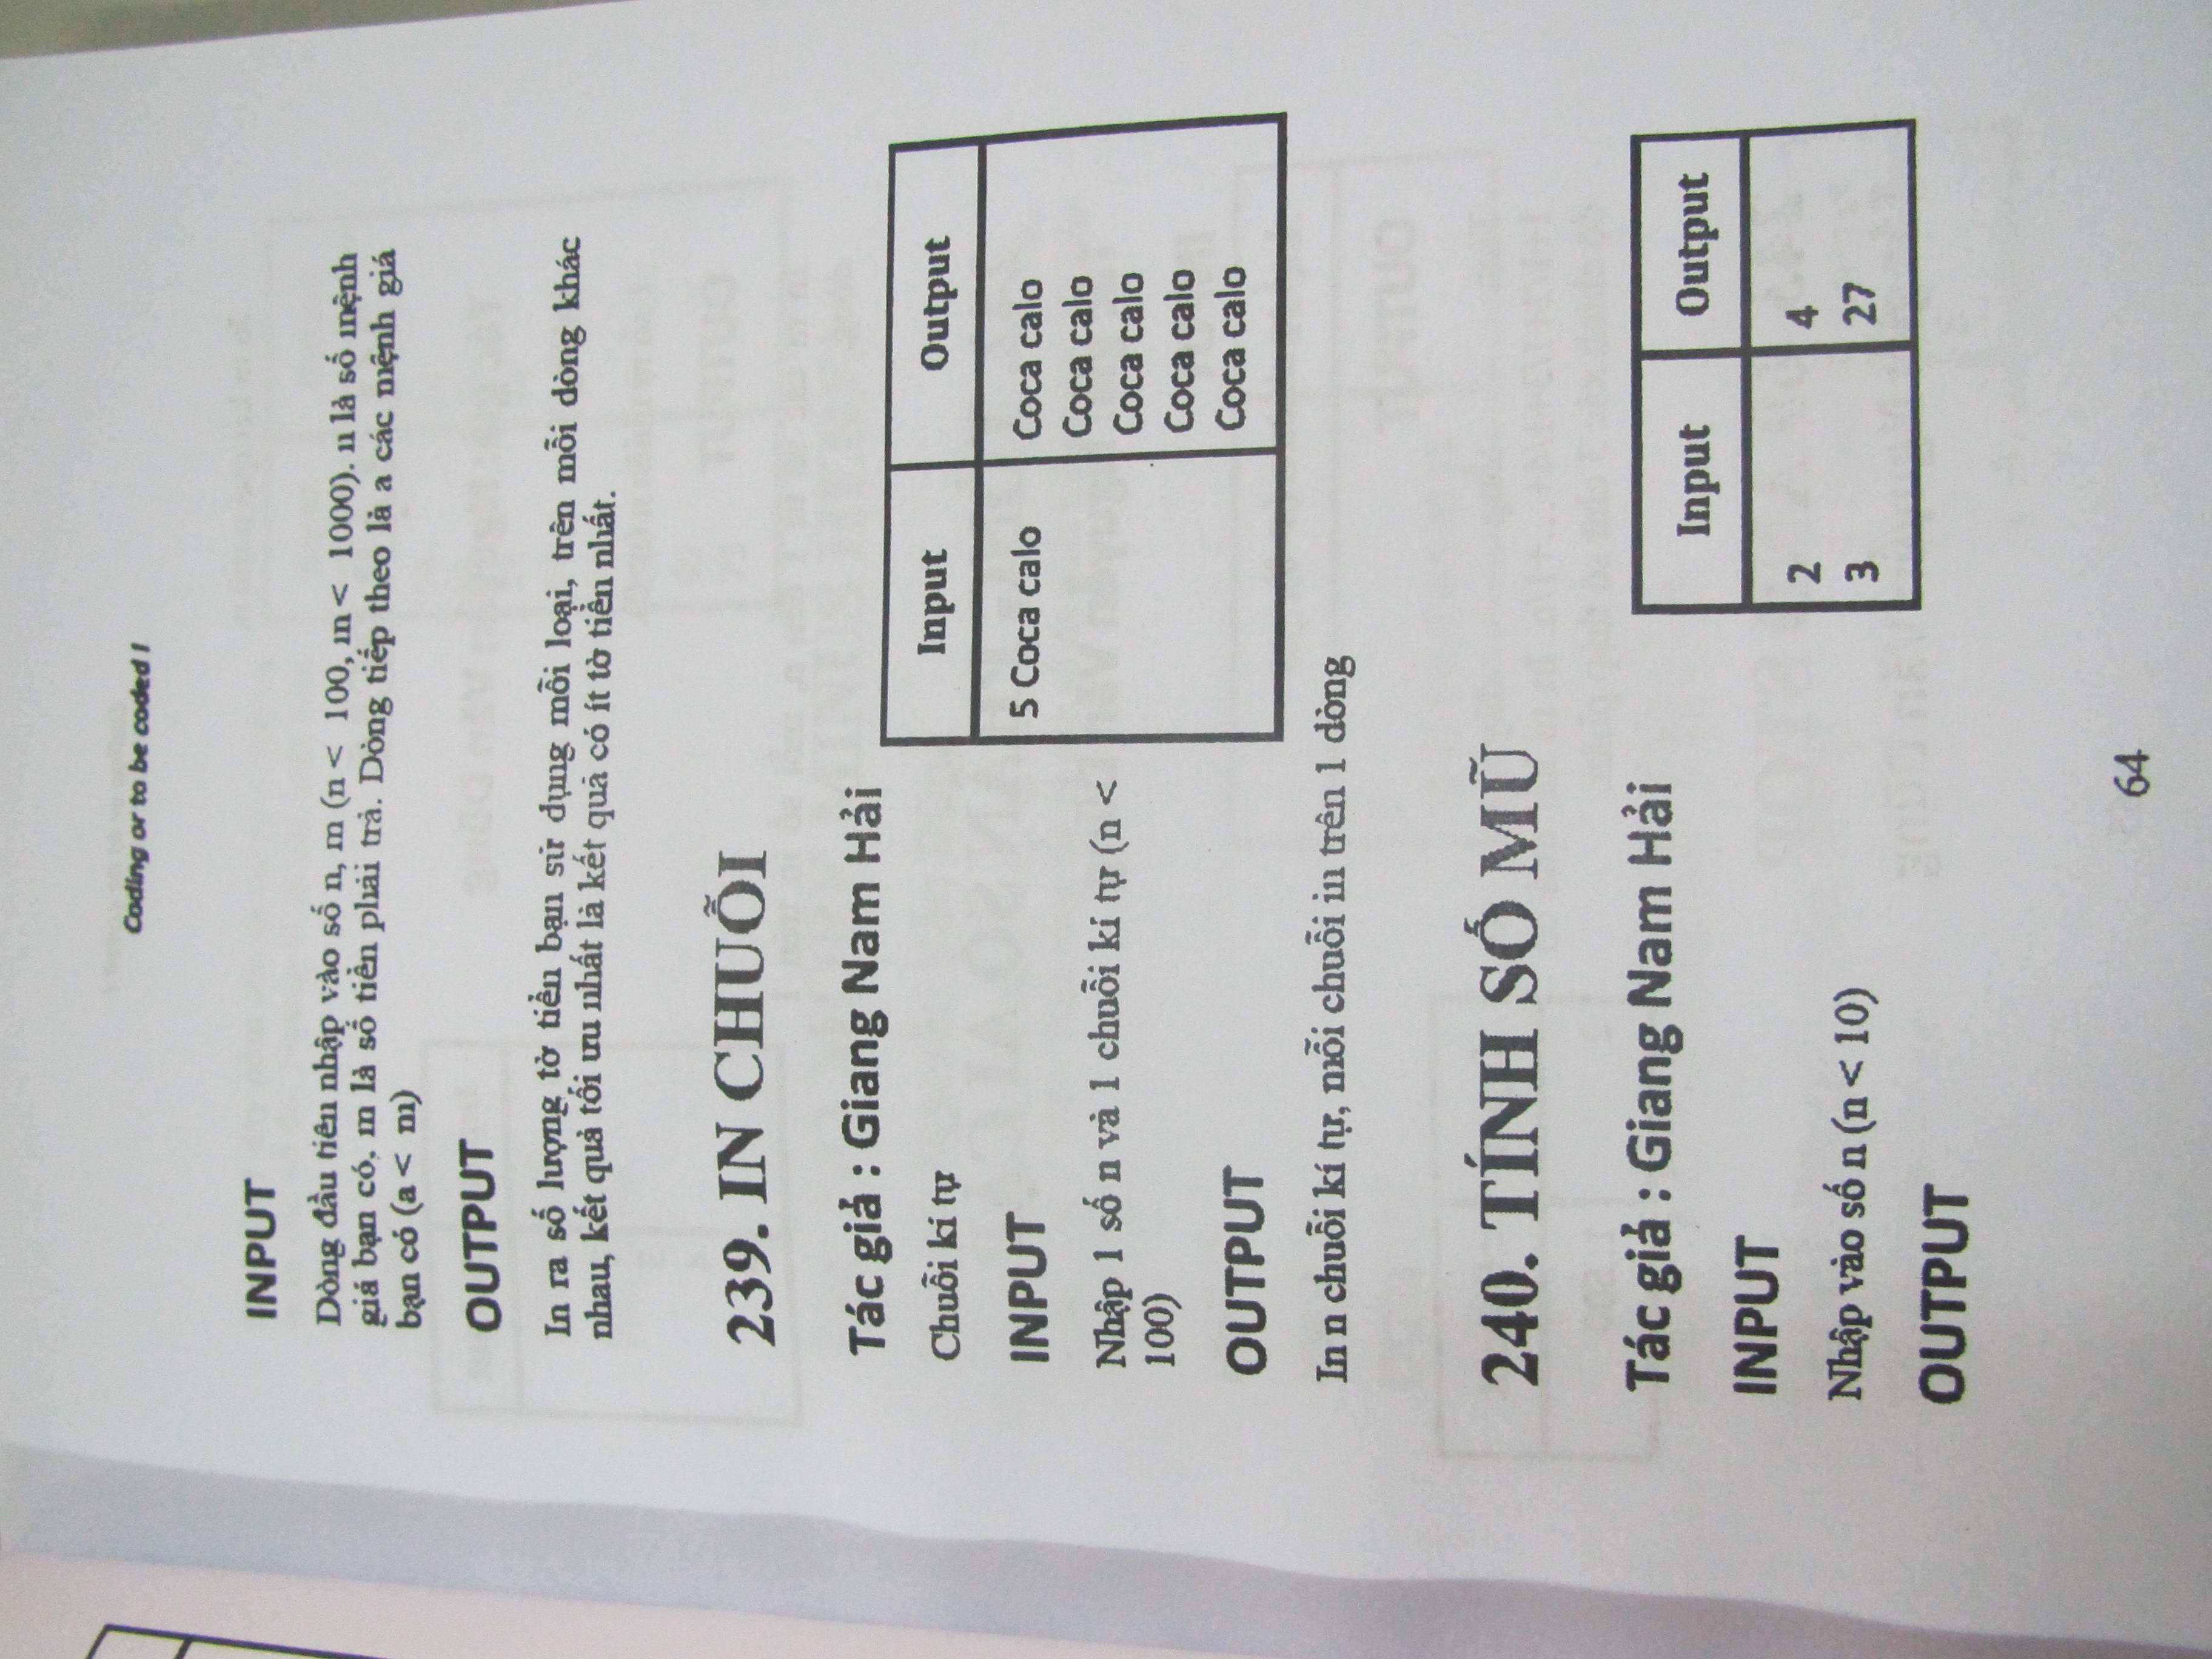 Coding or to be coded !
INPUT
Dòng đầu tiên nhập vào số n, m (n < 100, m < 1000). n là số mệnh
giá bạn có, m là số tiền phải trả. Dòng tiếp theo là a các mệnh giá
bạn có (a < m)
OUTPUT
In ra số lượng tờ tiền bạn sử dụng mỗi loại, trên mỗi dòng khác
nhau, kết quả tối ưu nhất là kết quả có ít tờ tiền nhất.
239. IN CHUỖI
Tác giả : Giang Nam Hải
Chuỗi kí tự
INPUT
Nhập 1 số n và 1 chuỗi kí tự (n <
100)
OUTPUT
In n chuỗi kí tự, mỗi chuỗi in trên 1 dòng
Input Output
5 Coca calo Coca calo
Coca calo
Coca calo
Coca calo
Coca calo
240. TÍNH SỐ MŨ
Tác giả : Giang Nam Hải
INPUT
Nhập vào số n (n < 10)
OUTPUT
Input Output
2 4
3 27
64